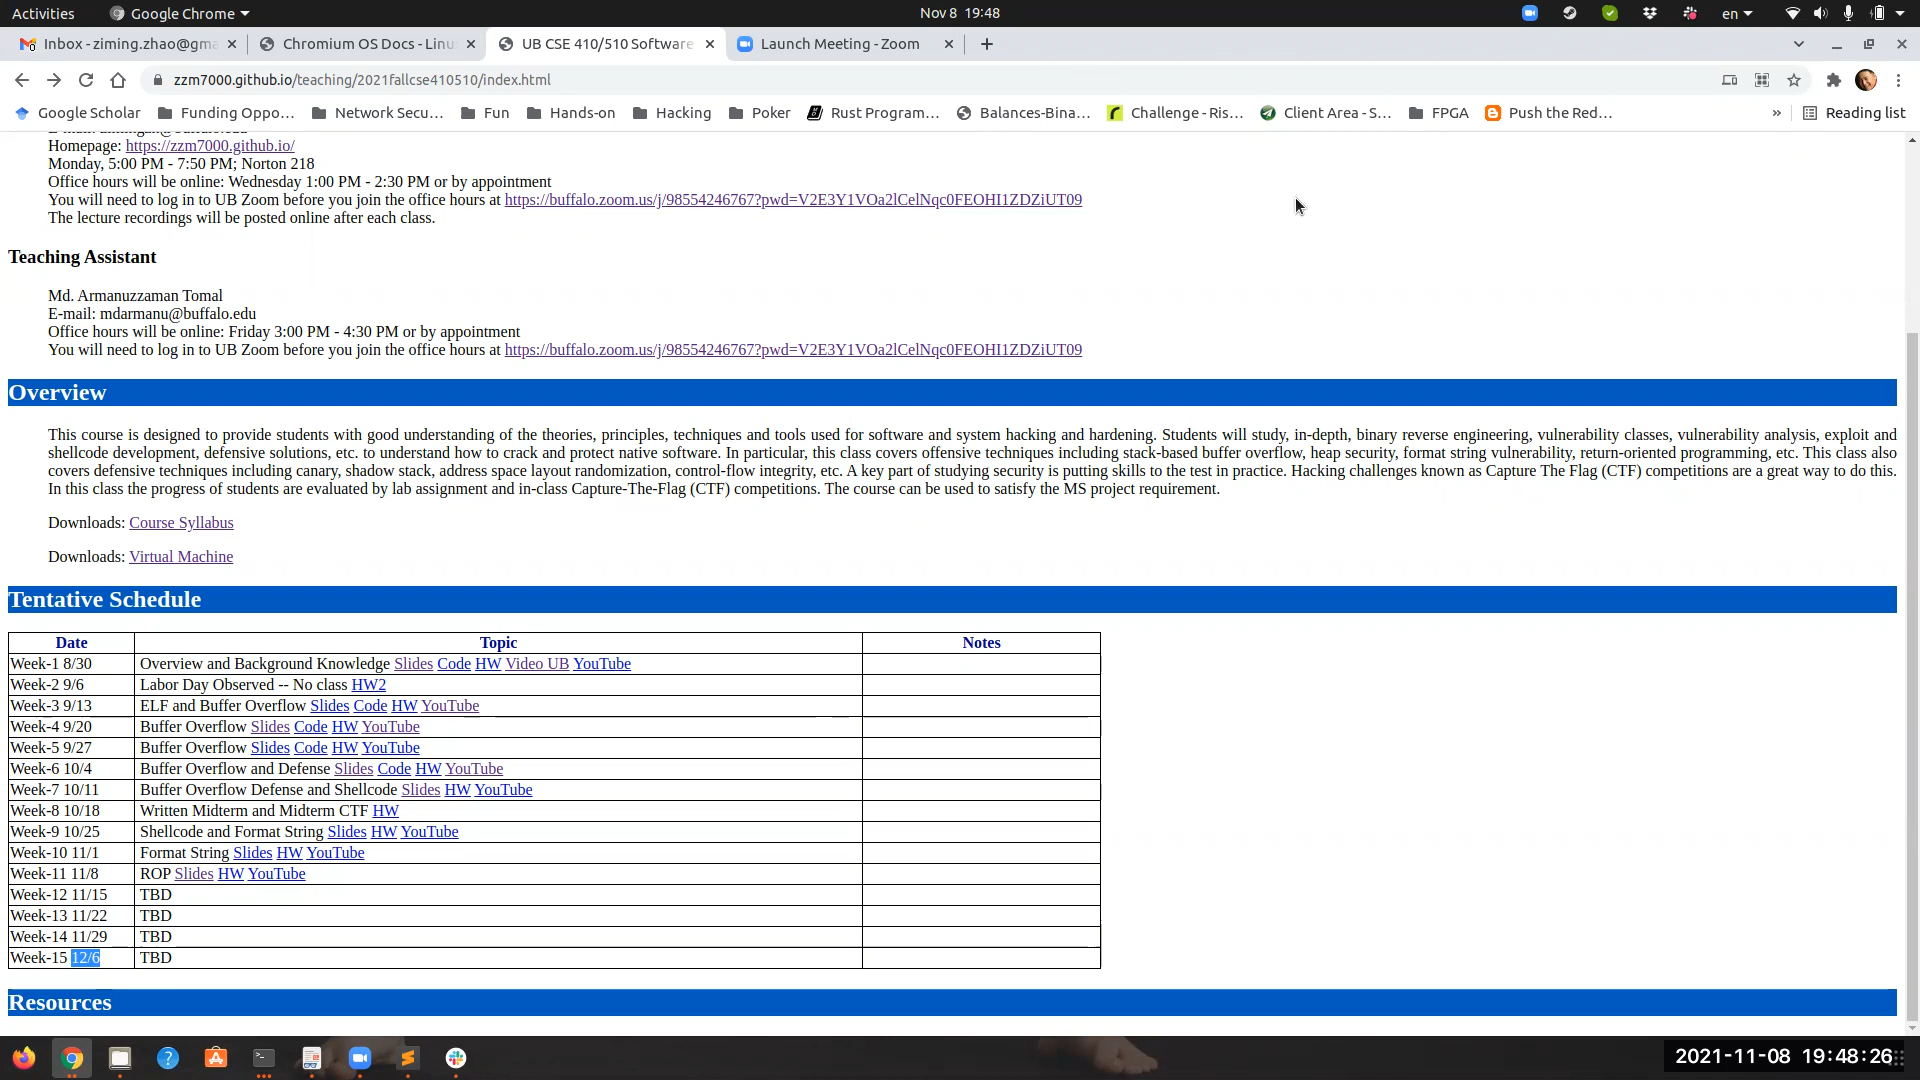 Activities Google Chrome Nov 8 19:48 en
Inbox - ziming.zhao@gma Chromium OS Docs - Linu UB CSE 410/510 Software Launch Meeting - Zoom
zzm7000.github.io/teaching/2021fallcse410510/index.html
Google Scholar Funding Oppo... Network Secu... Fun Hands-on Hacking Poker Rust Program... Balances-Bina... Challenge - Ris... Client Area - S... FPGA Push the Red... » Reading list
Homepage: https://zzm7000.github.io/
Monday, 5:00 PM - 7:50 PM; Norton 218
Office hours will be online: Wednesday 1:00 PM - 2:30 PM or by appointment
You will need to log in to UB Zoom before you join the office hours at https://buffalo.zoom.us/j/98554246767?pwd=V2E3Y1VOa2lCelNqc0FEOHI1ZDZiUT09
The lecture recordings will be posted online after each class.
Teaching Assistant
Md. Armanuzzaman Tomal
E-mail: mdarmanu@buffalo.edu
Office hours will be online: Friday 3:00 PM - 4:30 PM or by appointment
You will need to log in to UB Zoom before you join the office hours at https://buffalo.zoom.us/j/98554246767?pwd=V2E3Y1VOa2lCelNqc0FEOHI1ZDZiUT09
Overview
This course is designed to provide students with good understanding of the theories, principles, techniques and tools used for software and system hacking and hardening. Students will study, in-depth, binary reverse engineering, vulnerability classes, vulnerability analysis, exploit and
shellcode development, defensive solutions, etc. to understand how to crack and protect native software. In particular, this class covers offensive techniques including stack-based buffer overflow, heap security, format string vulnerability, return-oriented programming, etc. This class also
covers defensive techniques including canary, shadow stack, address space layout randomization, control-flow integrity, etc. A key part of studying security is putting skills to the test in practice. Hacking challenges known as Capture The Flag (CTF) competitions are a great way to do this.
In this class the progress of students are evaluated by lab assignment and in-class Capture-The-Flag (CTF) competitions. The course can be used to satisfy the MS project requirement.
Downloads: Course Syllabus
Downloads: Virtual Machine
Tentative Schedule
Date Topic Notes
Week-1 8/30 Overview and Background Knowledge Slides Code HW Video UB YouTube
Week-2 9/6 Labor Day Observed -- No class HW2
Week-3 9/13 ELF and Buffer Overflow Slides Code HW YouTube
Week-4 9/20 Buffer Overflow Slides Code HW YouTube
Week-5 9/27 Buffer Overflow Slides Code HW YouTube
Week-6 10/4 Buffer Overflow and Defense Slides Code HW YouTube
Week-7 10/11 Buffer Overflow Defense and Shellcode Slides HW YouTube
Week-8 10/18 Written Midterm and Midterm CTF HW
Week-9 10/25 Shellcode and Format String Slides HW YouTube
Week-10 11/1 Format String Slides HW YouTube
Week-11 11/8 ROP Slides HW YouTube
Week-12 11/15 TBD
Week-13 11/22 TBD
Week-14 11/29 TBD
Week-15 12/6 TBD
Resources
2021-11-08 19:48:26